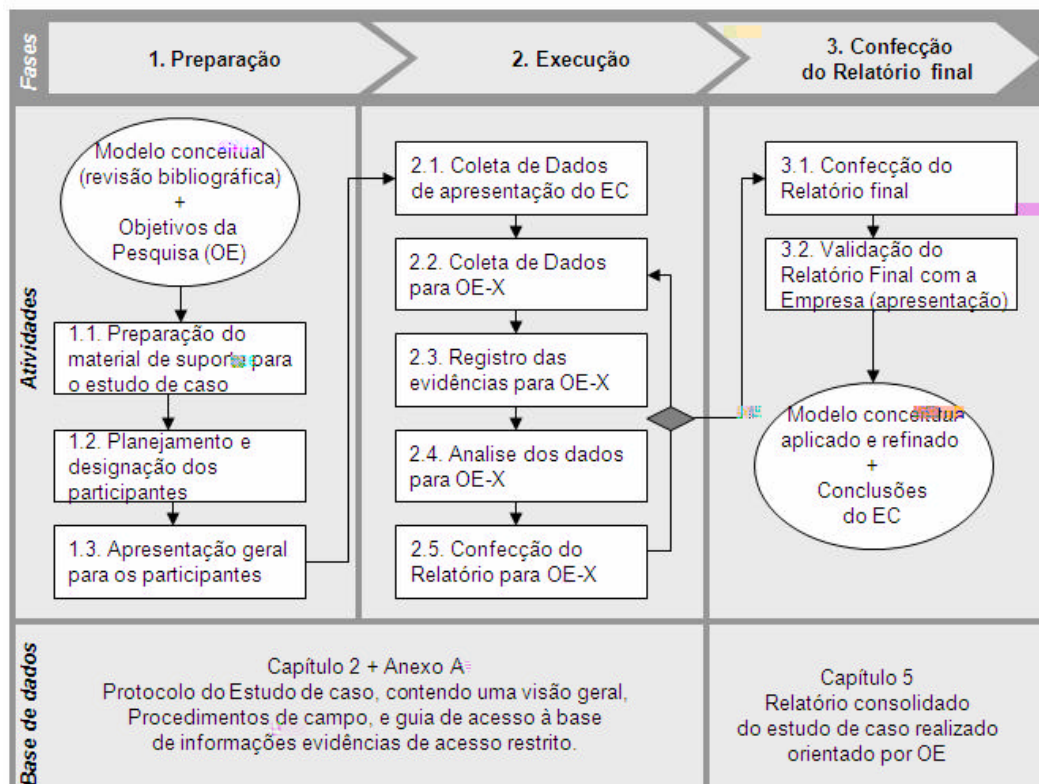 Fases
1. Preparação
2. Execução
3. Confecção
do Relatório final
Atividades
Modelo conceitual
(revisão bibliográfica)
+
Objetivos da
Pesquisa (OE)
1.1. Preparação do
material de suporte para
o estudo de caso
1.2. Planejamento e
designação dos
participantes
1.3. Apresentação geral
para os participantes
2.1. Coleta de Dados
de apresentação do EC
2.2. Coleta de Dados
para OE-X
2.3. Registro das
evidências para OE-X
2.4. Analise dos dados
para OE-X
2.5. Confecção do
Relatório para OE-X
3.1. Confecção do
Relatório final
3.2. Validação do
Relatório Final com a
Empresa (apresentação)
Modelo conceitual
aplicado e refinado
+
Conclusões
do EC
Base de dados
Capítulo 2 + Anexo A
Protocolo do Estudo de caso, contendo uma visão geral,
Procedimentos de campo, e guia de acesso à base
de informações evidências de acesso restrito.
Capítulo 5
Relatório consolidado
do estudo de caso realizado
orientado por OE